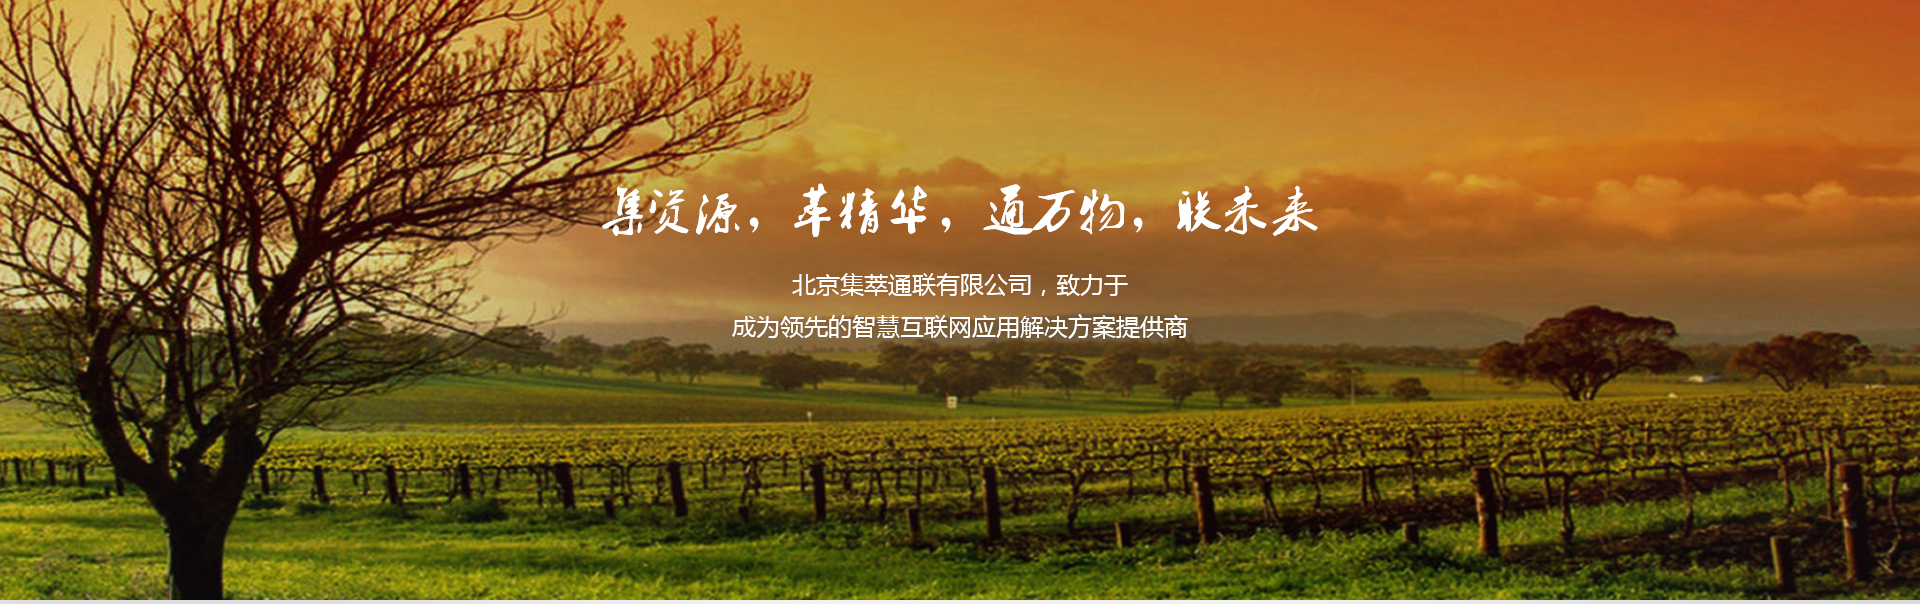 集资源，萃精华，通万物，联未来
北京集萃通联有限公司，致力于
成为领先的智慧互联网应用解决方案提供商